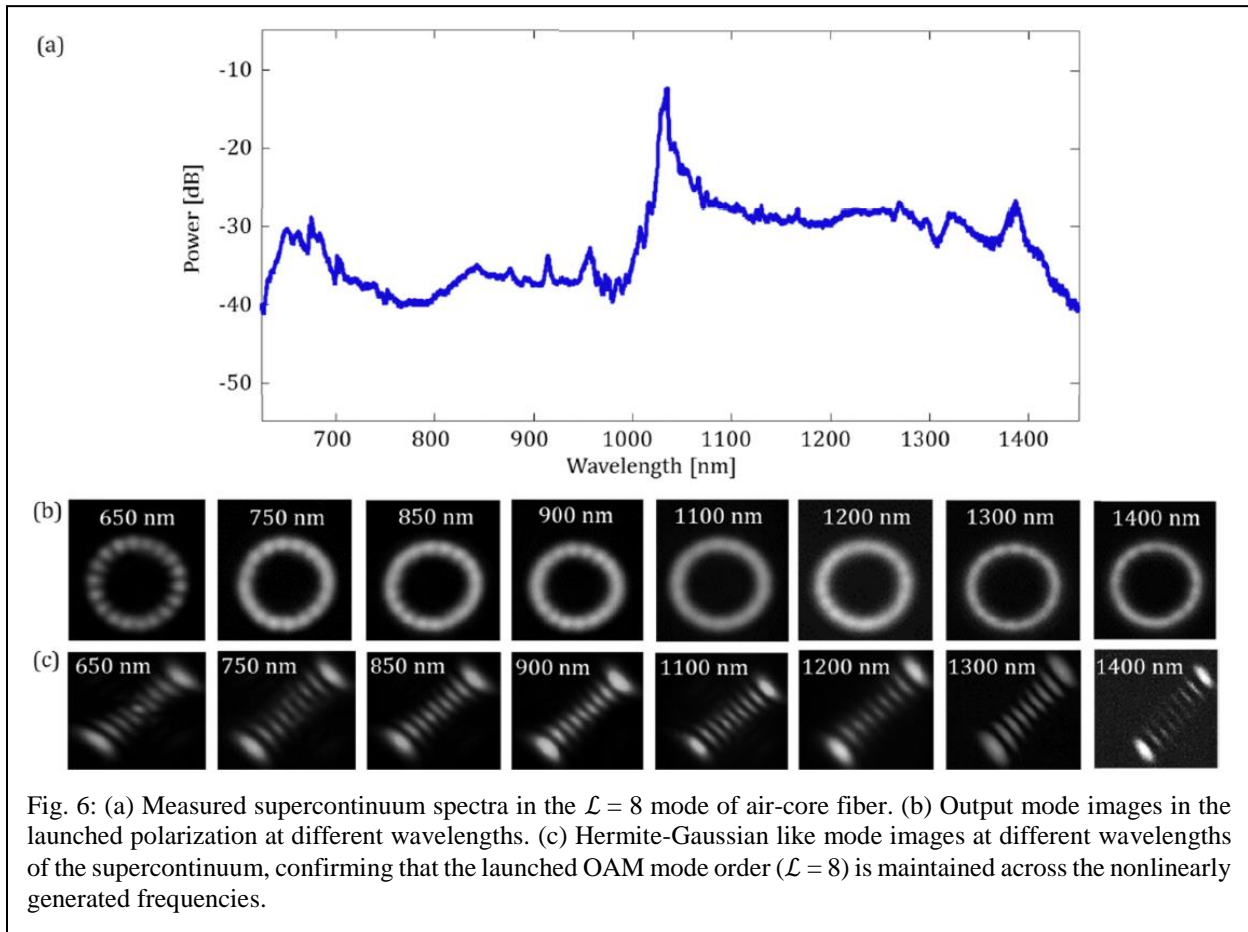 (a)
-10
-20
-30
-40
-50
Power [dB]
700 800 900 1000 1100 1200 1300 1400
Wavelength [nm]
(b)
650 nm 750 nm 850 nm 900 nm 1100 nm 1200 nm 1300 nm 1400 nm
(c)
650 nm 750 nm 850 nm 900 nm 1100 nm 1200 nm 1300 nm 1400 nm
Fig. 6: (a) Measured supercontinuum spectra in the ℒ = 8 mode of air-core fiber. (b) Output mode images in the
launched polarization at different wavelengths. (c) Hermite-Gaussian like mode images at different wavelengths
of the supercontinuum, confirming that the launched OAM mode order (ℒ = 8) is maintained across the nonlinearly
generated frequencies.